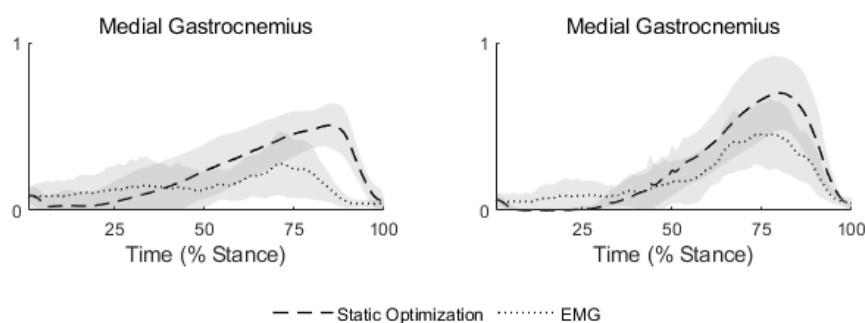 Medial Gastrocnemius
1
0
25
50
75
100
Time (% Stance)
Medial Gastrocnemius
1
0
25
50
75
100
Time (% Stance)
Static Optimization
EMG